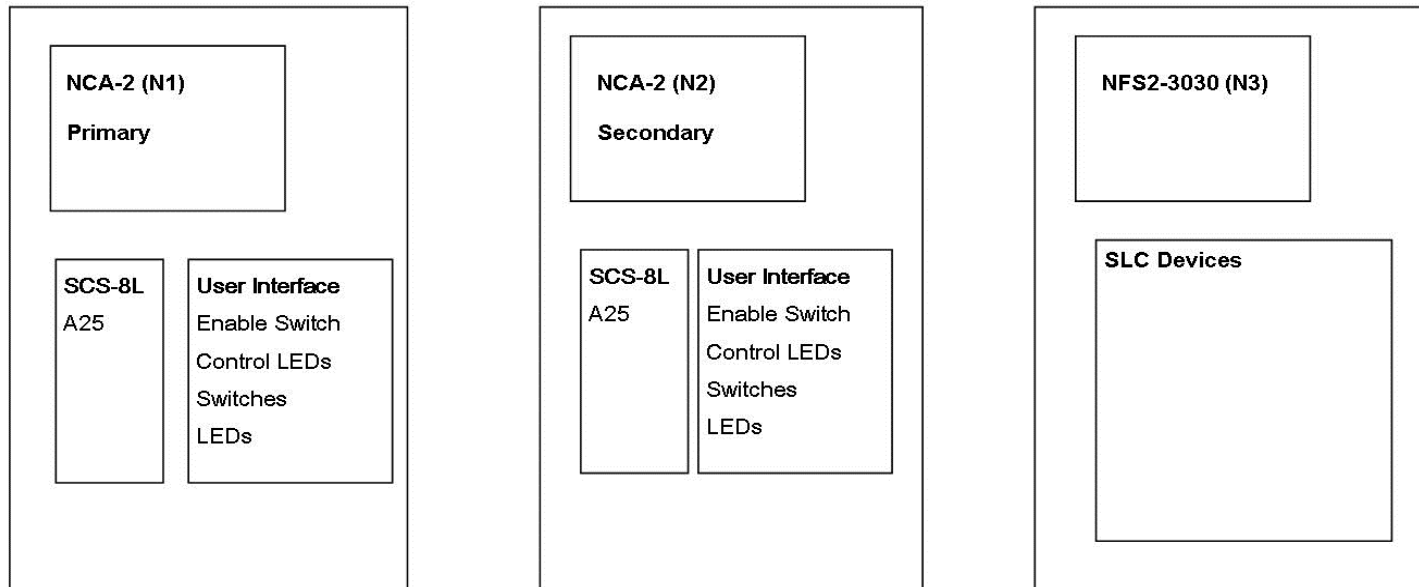 NCA-2 (N1)
Primary
SCS-8L
A25
User Interface
Enable Switch
Control LEDs
Switches
LEDs
NCA-2 (N2)
Secondary
SCS-8L
A25
User Interface
Enable Switch
Control LEDs
Switches
LEDs
NFS2-3030 (N3)
SLC Devices